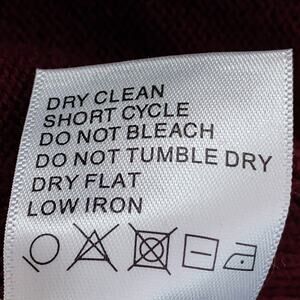 DRY CLEAN
SHORT CYCLE
DO NOT BLEACH
DO NOT TUMBLE DRY
DRY FLAT
LOW IRON